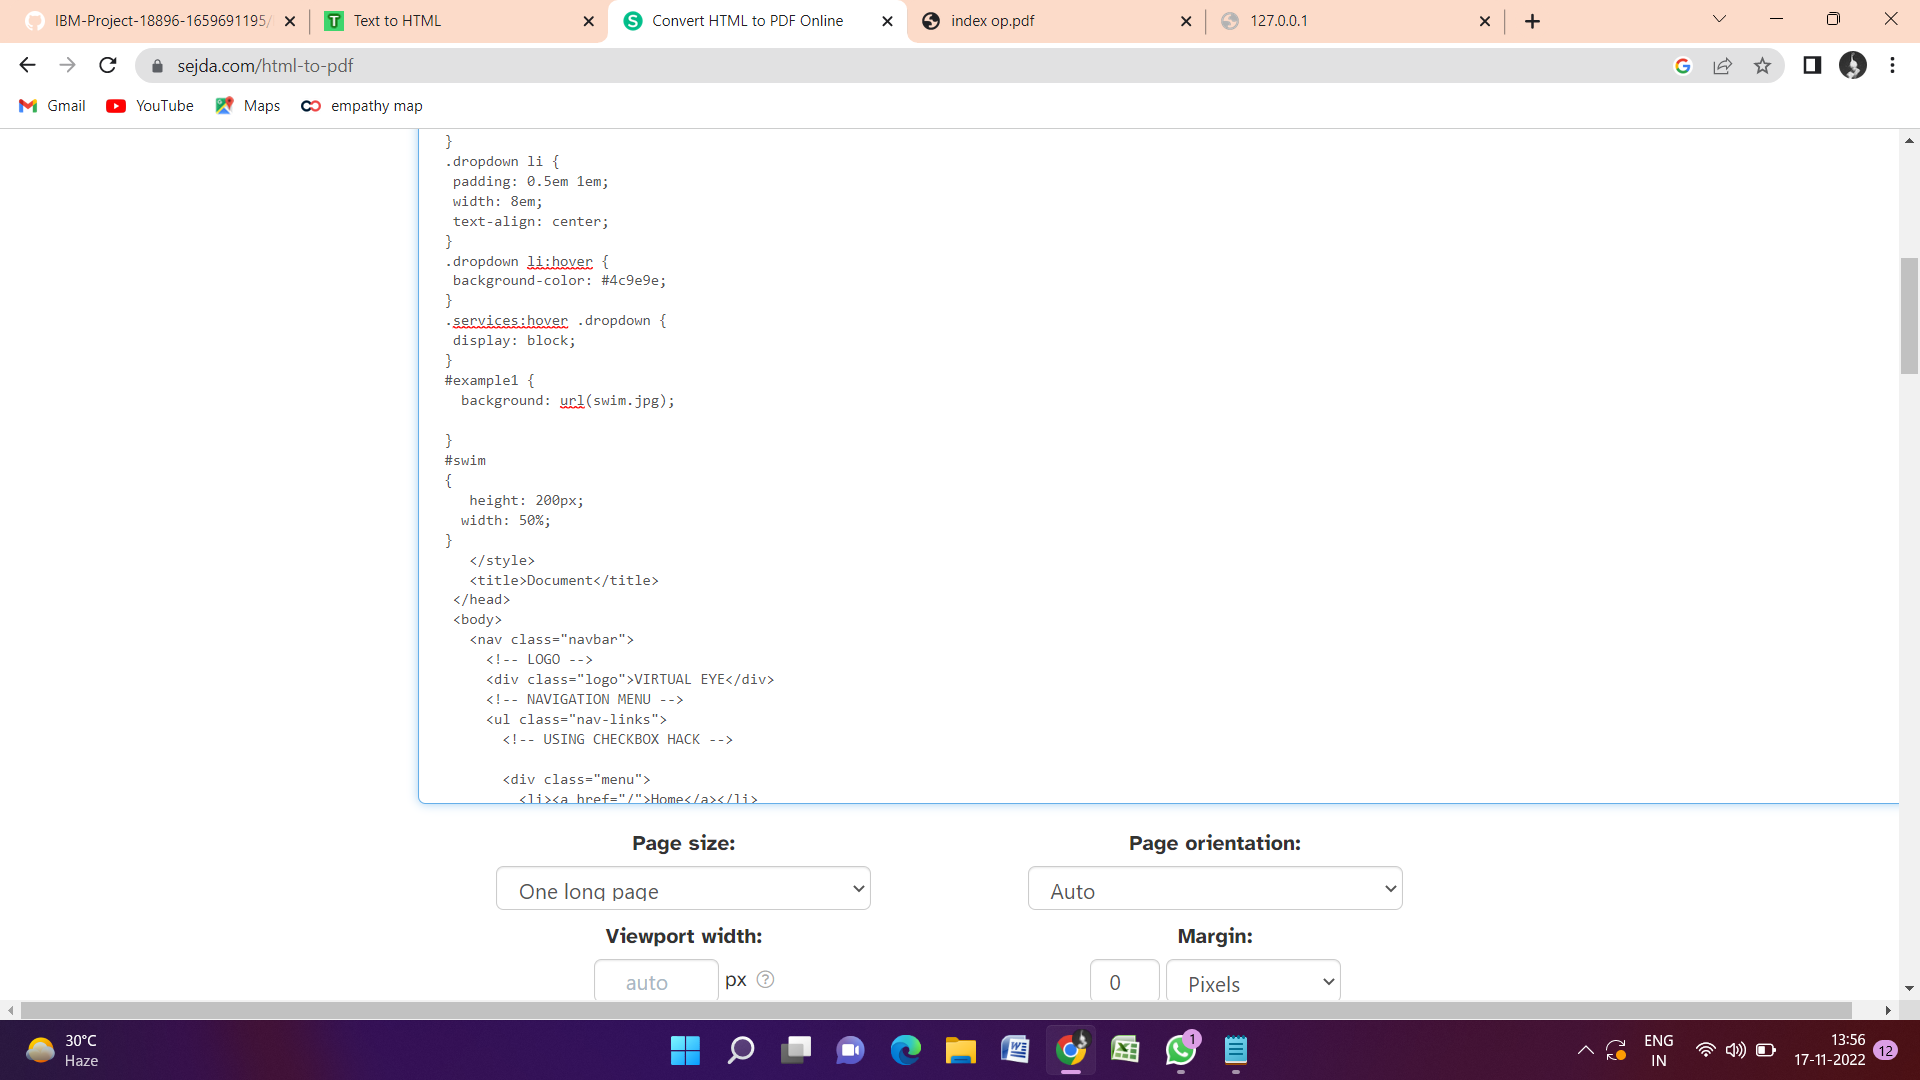 IBM-Project-18896-1659691195/
Text to HTML
Convert HTML to PDF Online
index op.pdf
127.0.0.1
sejda.com/html-to-pdf
Gmail
YouTube
Maps
empathy map
}
.dropdown li {
padding: 0.5em 1em;
width: 8em;
text-align: center;
}
.dropdown li:hover {
background-color: #4c9e9e;
}
.services:hover .dropdown {
display: block;
}
#example1 {
background: url(swim.jpg);
}
#swim
{
height: 200px;
width: 50%;
}
</style>
<title>Document</title>
</head>
<body>
<nav class="navbar">
<!-- LOGO -->
<div class="logo">VIRTUAL EYE</div>
<!-- NAVIGATION MENU -->
<ul class="nav-links">
<!-- USING CHECKBOX HACK -->
<div class="menu">
<li><a href="/">Home</a></li>
Page size:
Page orientation:
One long page
Auto
Viewport width:
Margin:
auto
px ?
0
Pixels
30°C
Haze
1
ENG
IN
13:56
17-11-2022
12